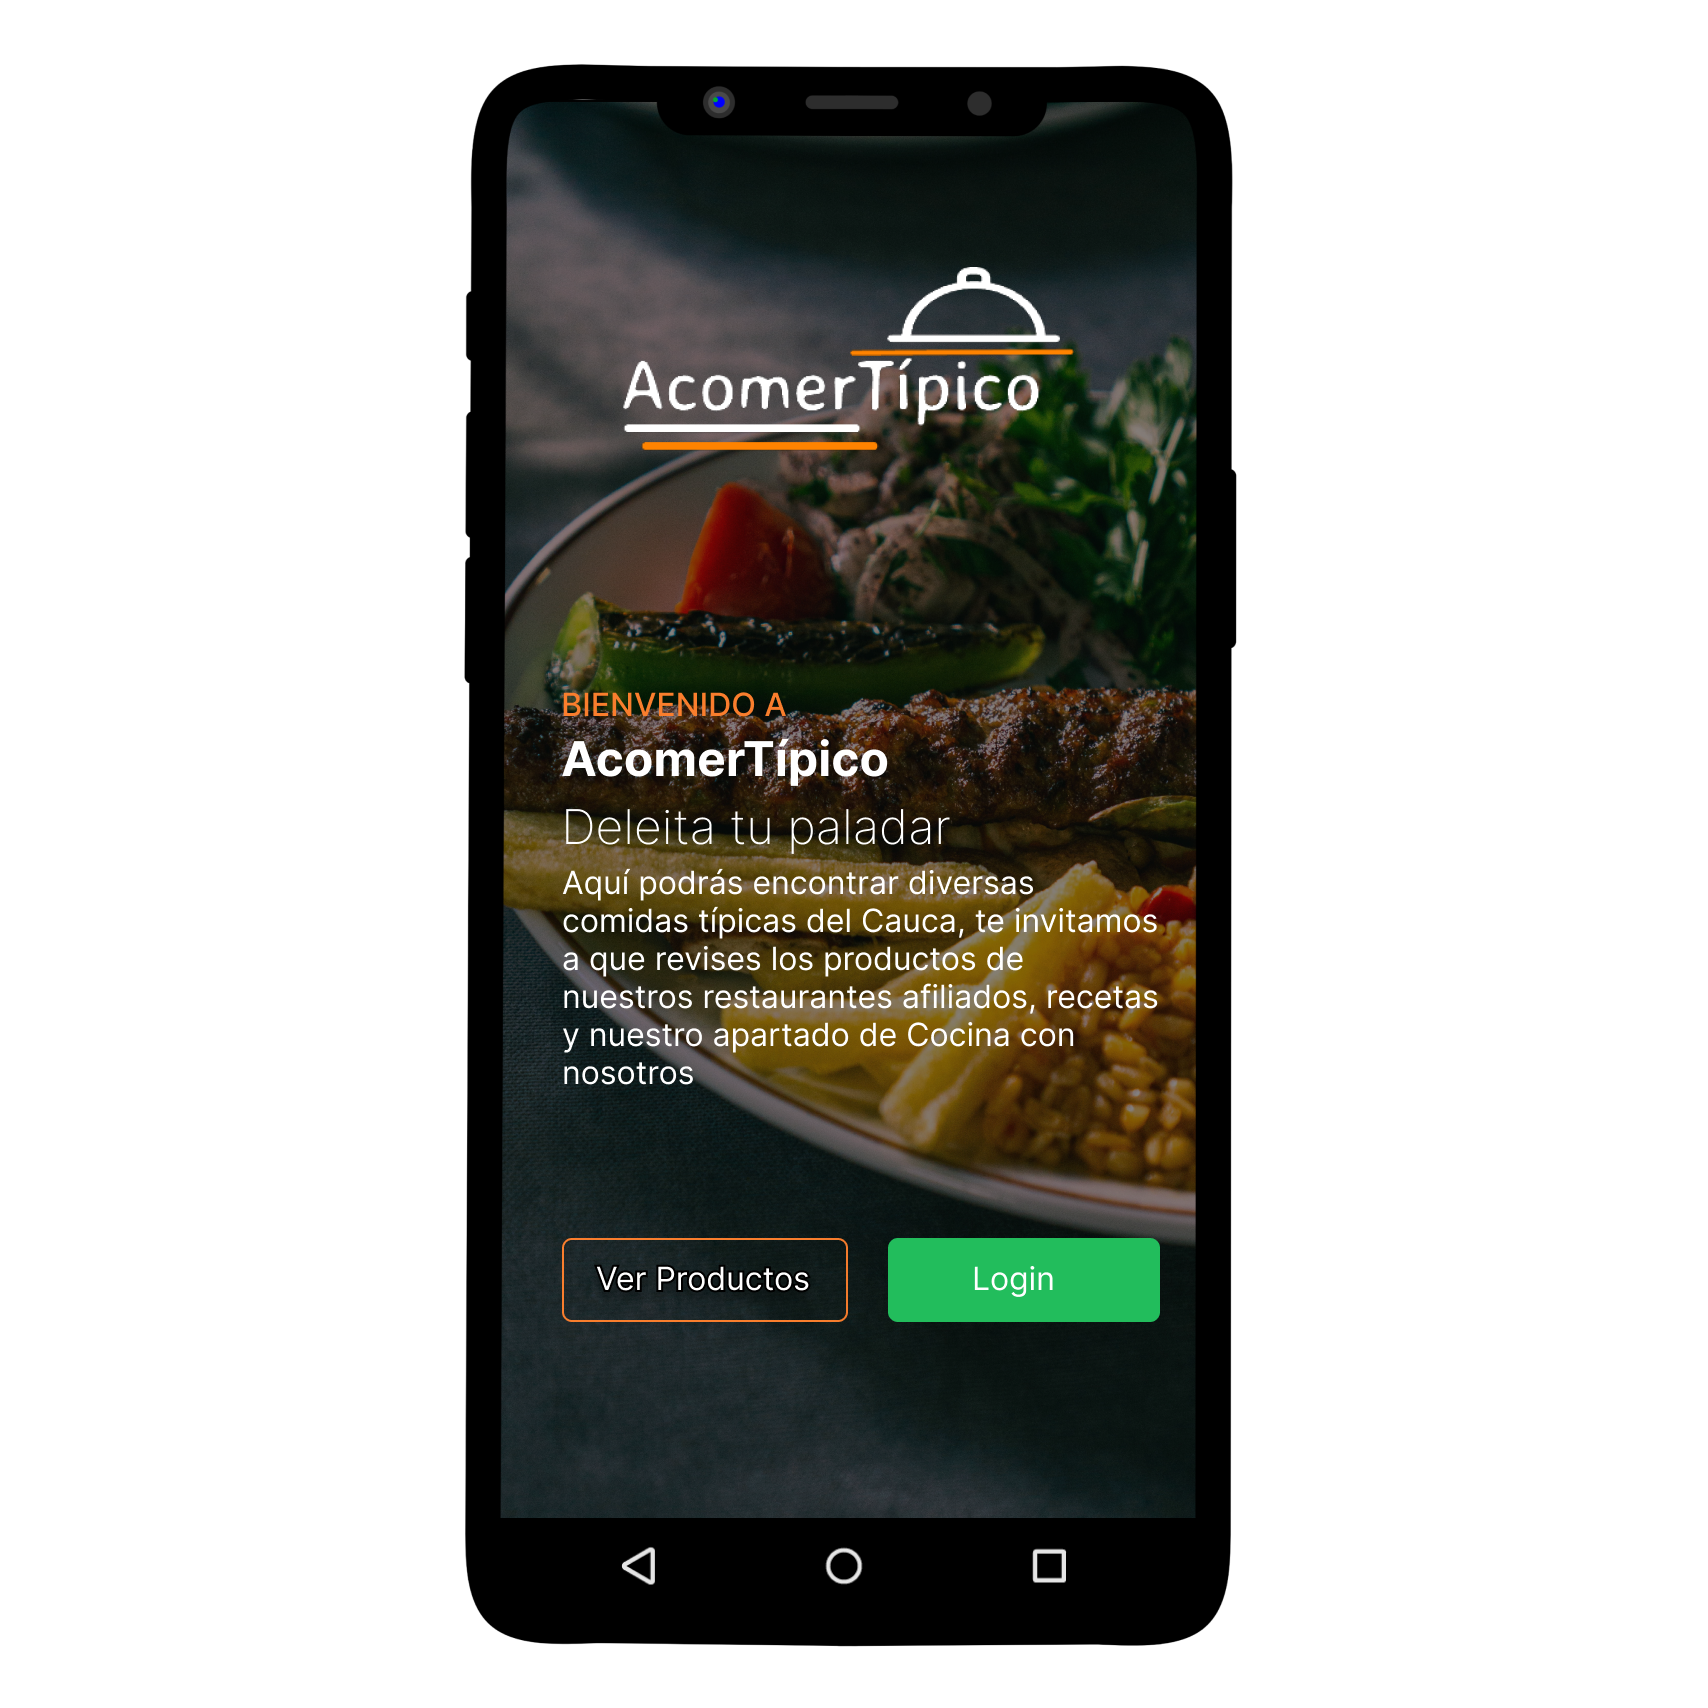 AcomerTípico
BIENVENIDO A
AcomerTípico
Deleita tu paladar
Aquí podrás encontrar diversas
comidas típicas del Cauca, te invitamos
a que revises los productos de
nuestros restaurantes afiliados, recetas
y nuestro apartado de Cocina con
nosotros
Ver Productos
Login